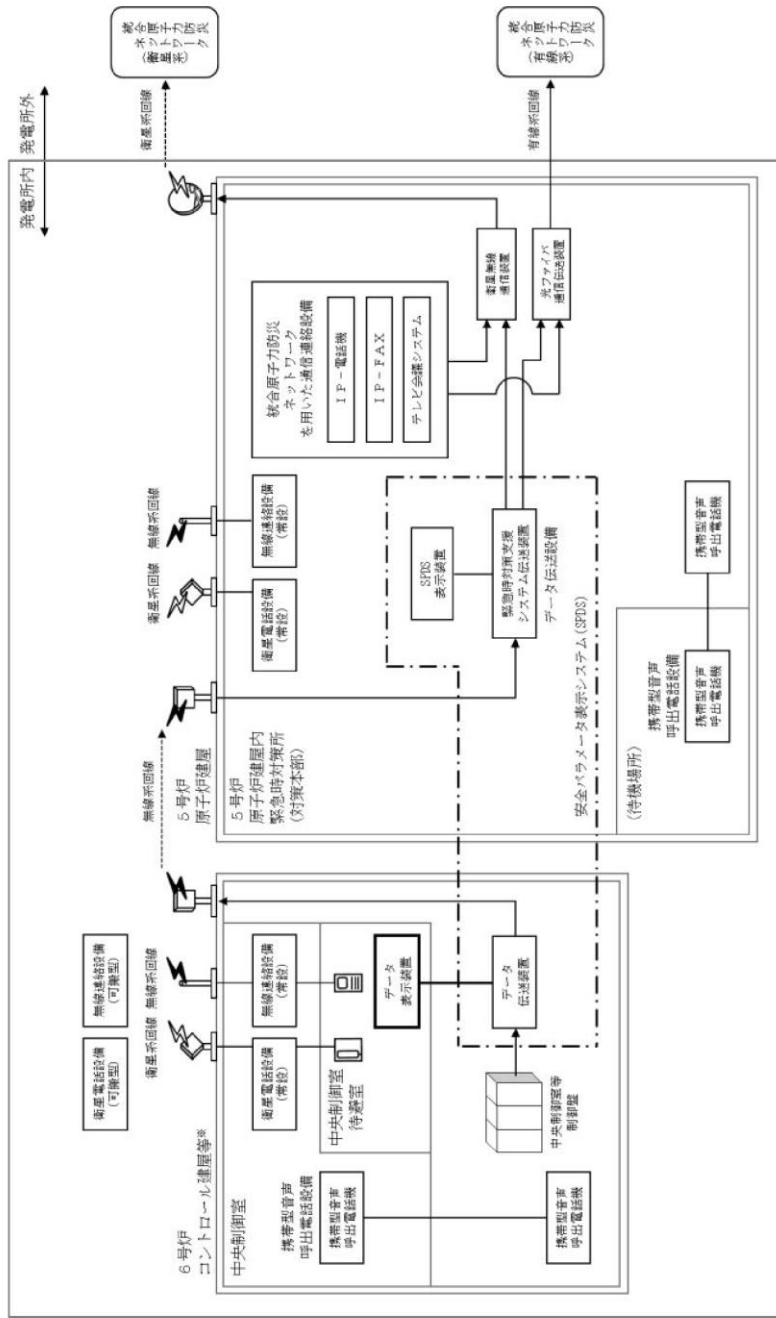 発電所内
発電所外
統合原子力防災
ネットワーク
(衛星系)
統合原子力防災
ネットワーク
(有線系)
衛星系回線
有線系回線
衛星電話設備
(可搬型)
無線連絡設備
(可搬型)
衛星系回線
無線系回線
無線系回線
衛星系回線
無線系回線
6号炉
コントロール建屋等※
中央制御室
衛星電話設備
(常設)
無線連絡設備
(常設)
中央制御室
待避室
データ
表示装置
携帯型音声
呼出電話設備
携帯型音声
呼出電話機
携帯型音声
呼出電話機
中央制御室等
制御盤
データ
伝送装置
5号炉
原子炉建屋
5号炉
原子炉建屋内
緊急時対策所
(対策本部)
衛星電話設備
(常設)
無線連絡設備
(常設)
統合原子力防災
ネットワーク
を用いた通信連絡設備
IP-電話機
IP-FAX
テレビ会議システム
SPDS
表示装置
緊急時対策支援
システム伝送装置
データ伝送設備
衛星無線
通信装置
光ファイバ
通信伝送装置
安全パラメータ表示システム(SPDS)
(待機場所)
携帯型音声
呼出電話設備
携帯型音声
呼出電話機
携帯型音声
呼出電話機